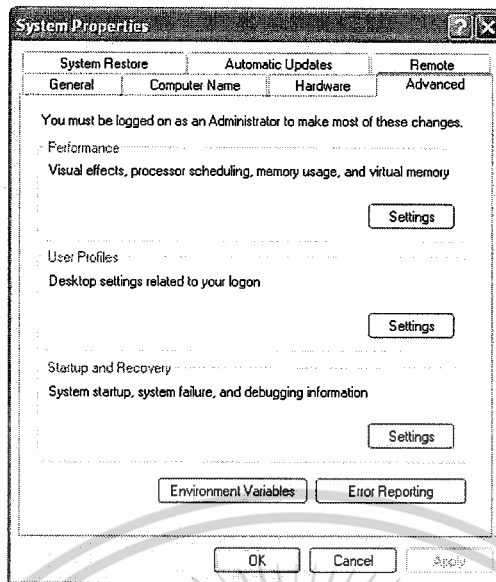 System Properties
System Restore Automatic Updates Remote
General Computer Name Hardware Advanced
You must be logged on as an Administrator to make most of these changes.
Performance
Visual effects, processor scheduling, memory usage, and virtual memory
Settings
User Profiles
Desktop settings related to your logon
Settings
Startup and Recovery
System startup, system failure, and debugging information
Settings
Environment Variables Error Reporting
OK Cancel Apply